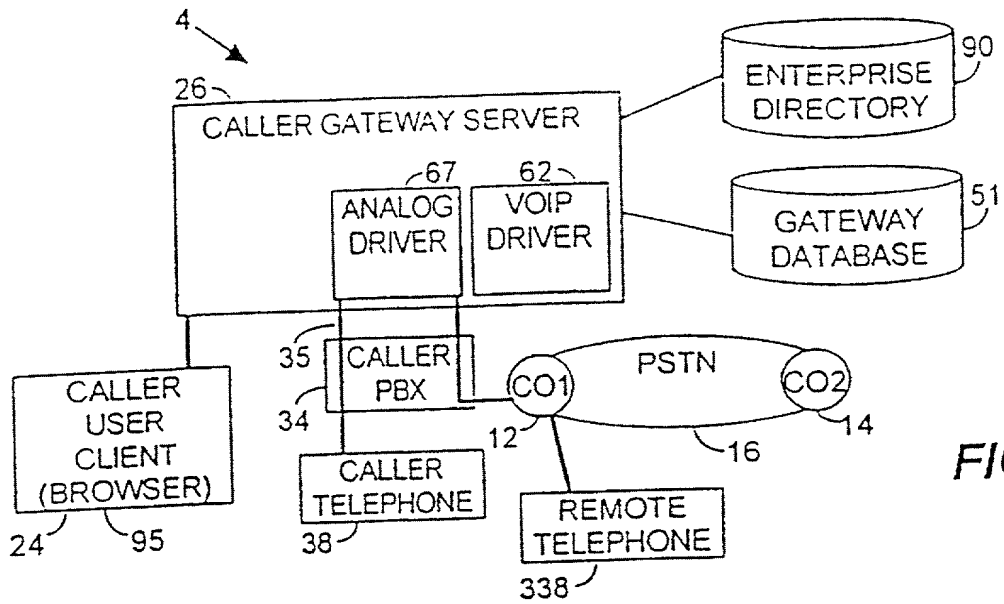 4
90
26
ENTERPRISE
DIRECTORY
CALLER GATEWAY SERVER
67
62
51
ANALOG
DRIVER
VOIP
DRIVER
GATEWAY
DATABASE
35
CALLER
PBX
PSTN
CO1
CO2
34
12
14
16
CALLER
USER
CLIENT
(BROWSER)
CALLER
TELEPHONE
REMOTE
TELEPHONE
24
95
38
338